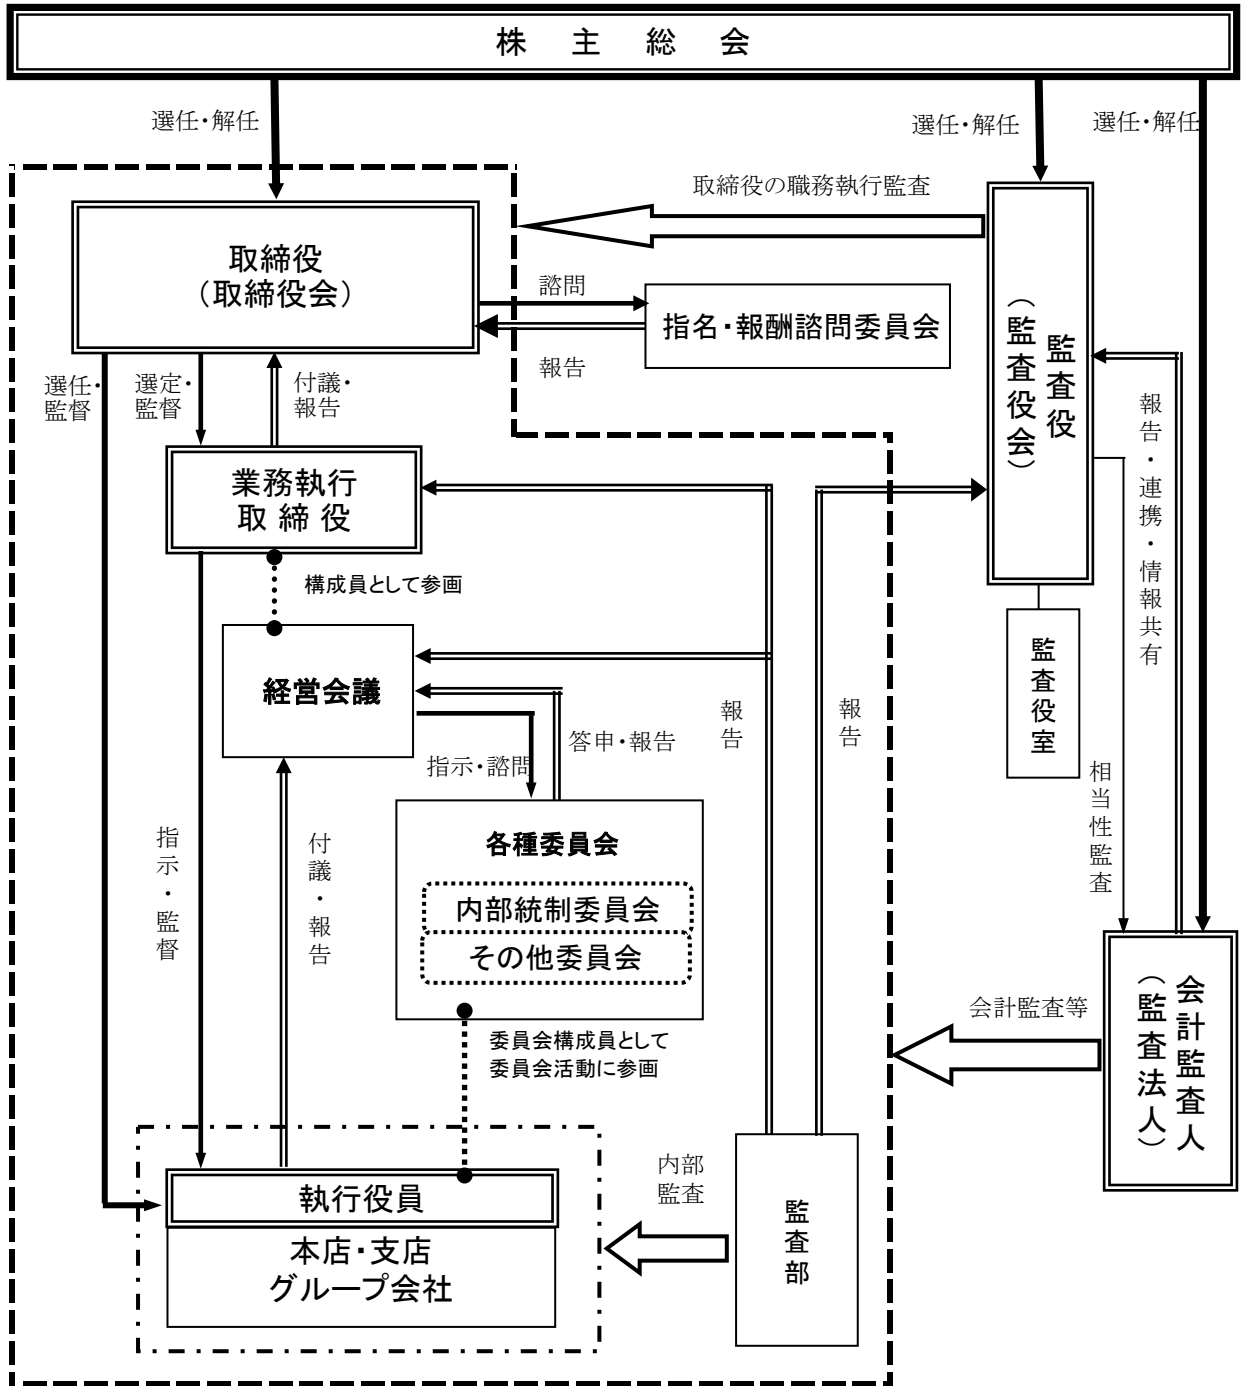 株 主 総 会
選任・解任
選任・解任
選任・解任
取締役の職務執行監査
取締役
（取締役会）
諮問
指名・報酬諮問委員会
報告
監査役
（監査役会）
選任・
監督
選定・
監督
付議・
報告
報告・連携・情報共有
業務執行
取 締 役
構成員として参画
経営会議
監査役室
報告
報告
答申・報告
指示・諮問
相当性監査
各種委員会
内部統制委員会
その他委員会
指示・監督
付議・報告
会計監査人
（監査法人）
会計監査等
委員会構成員として
委員会活動に参画
内部
監査
執行役員
本店・支店
グループ会社
監査部